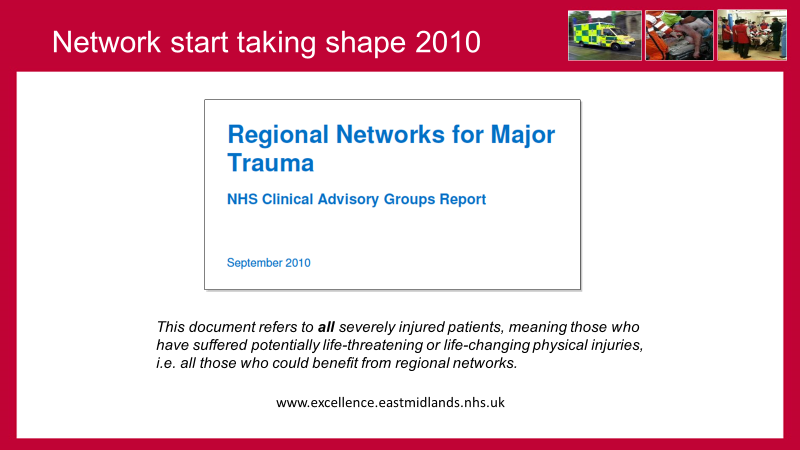 Network start taking shape 2010
Regional Networks for Major
Trauma
NHS Clinical Advisory Groups Report
September 2010
This document refers to all severely injured patients, meaning those who
have suffered potentially life-threatening or life-changing physical injuries,
i.e. all those who could benefit from regional networks.
www.excellence.eastmidlands.nhs.uk